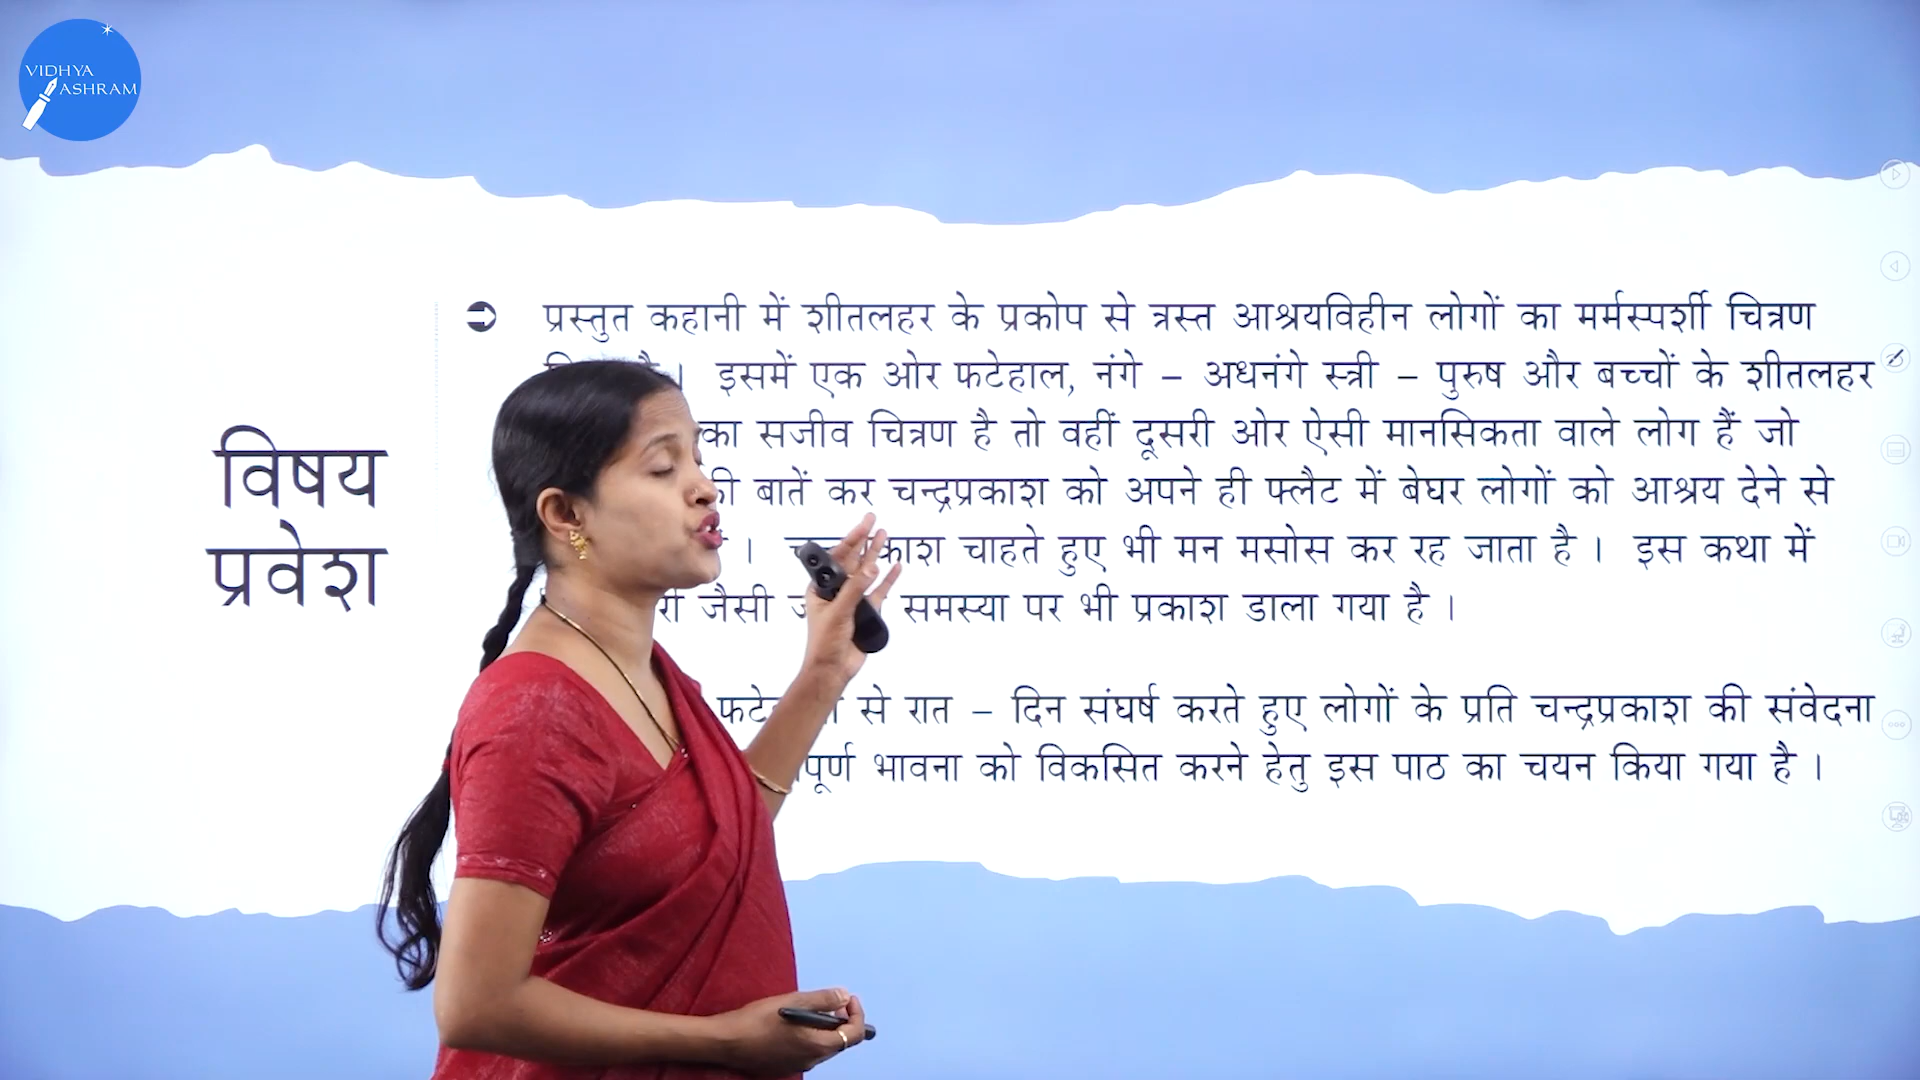 VIDHYA
ASHRAM
विषय
प्रवेश
प्रस्तुत कहानी में शीतलहर के प्रकोप से त्रस्त आश्रयविहीन लोगों का मर्मस्पर्शी चित्रण
है । इसमें एक ओर फटेहाल, नंगे – अधनंगे स्त्री – पुरुष और बच्चों के शीतलहर
का सजीव चित्रण है तो वहीं दूसरी ओर ऐसी मानसिकता वाले लोग हैं जो
बातें कर चन्द्रप्रकाश को अपने ही फ्लैट में बेघर लोगों को आश्रय देने से
। चाहते हुए भी मन मसोस कर रह जाता है । इस कथा में
जैसी समस्या पर भी प्रकाश डाला गया है ।
से रात – दिन संघर्ष करते हुए लोगों के प्रति चन्द्रप्रकाश की संवेदना
भावना को विकसित करने हेतु इस पाठ का चयन किया गया है ।